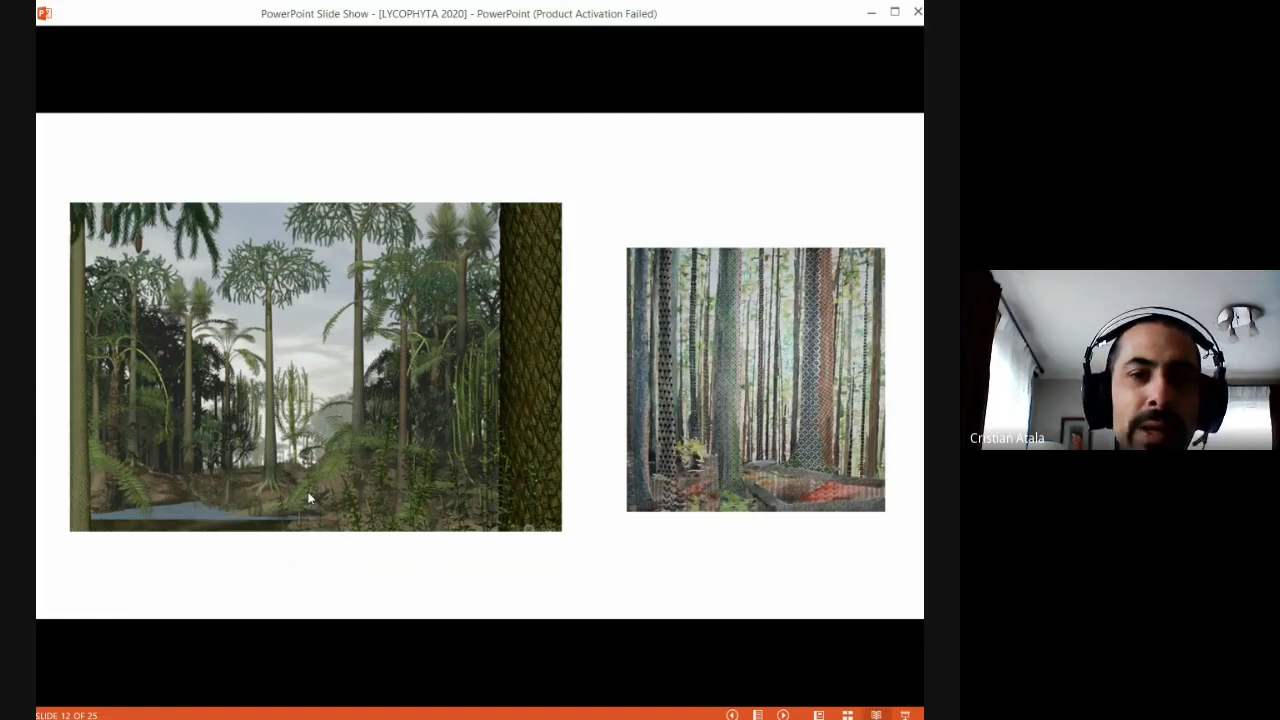 PowerPoint Slide Show - [LYCOPHYTA 2020] - PowerPoint (Product Activation Failed)
Cristian Atala
SLIDE 12 OF 25